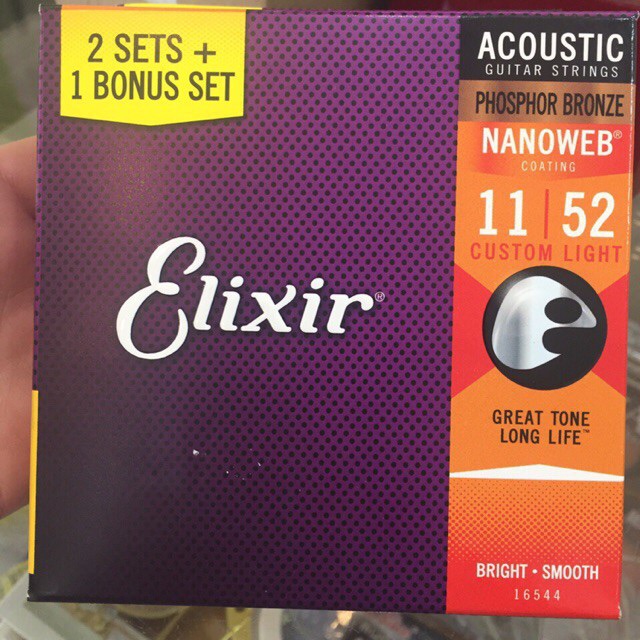 2 SETS +
1 BONUS SET
Elixir®
ACOUSTIC
GUITAR STRINGS
PHOSPHOR BRONZE
NANOWEB®
COATING
11 | 52
CUSTOM LIGHT
GREAT TONE
LONG LIFE™
BRIGHT • SMOOTH
16544